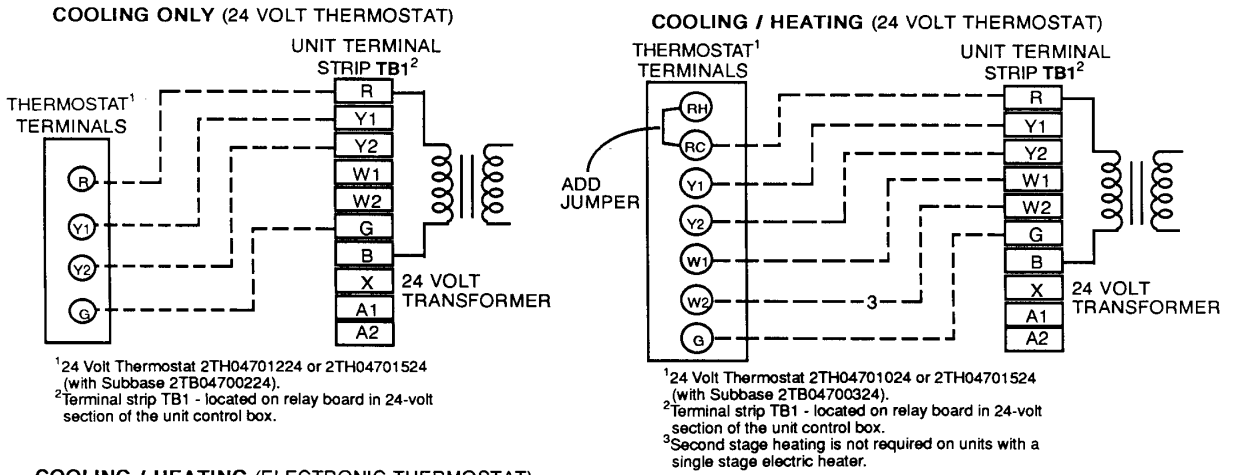 COOLING ONLY (24 VOLT THERMOSTAT)
UNIT TERMINAL
STRIP TB1²
THERMOSTAT¹
TERMINALS
R
Y1
Y2
G
R
Y1
Y2
W1
W2
G
B
X
A1
A2
24 VOLT
TRANSFORMER
¹24 Volt Thermostat 2TH04701224 or 2TH04701524
(with Subbase 2TB04700224).
²Terminal strip TB1 - located on relay board in 24-volt
section of the unit control box.
COOLING / HEATING (24 VOLT THERMOSTAT)
THERMOSTAT¹
TERMINALS
UNIT TERMINAL
STRIP TB1²
RH
RC
Y1
Y2
W1
W2
G
ADD
JUMPER
3
R
Y1
Y2
W1
W2
G
B
X
A1
A2
24 VOLT
TRANSFORMER
¹24 Volt Thermostat 2TH04701024 or 2TH04701524
(with Subbase 2TB04700324).
²Terminal strip TB1 - located on relay board in 24-volt
section of the unit control box.
³Second stage heating is not required on units with a
single stage electric heater.
COOLING / HEATING (ELECTRONIC THERMOSTAT)